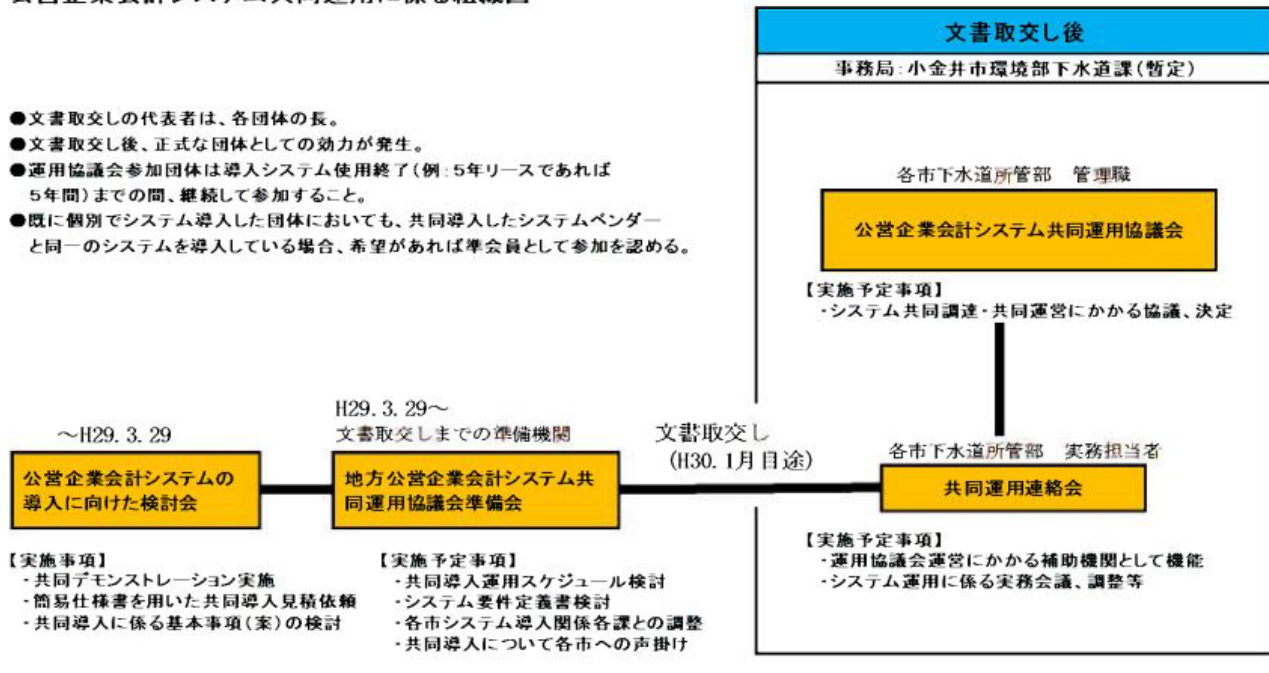 公営企業会計システム共同運用に係る組織図
●文書取交しの代表者は、各団体の長。
●文書取交し後、正式な団体としての効力が発生。
●運用協議会参加団体は導入システム使用終了(例:5年リースであれば
5年間)までの間、継続して参加すること。
●既に個別でシステム導入した団体においても、共同導入したシステムベンダー
と同一のシステムを導入している場合、希望があれば準会員として参加を認める。
~H29.3.29
公営企業会計システムの
導入に向けた検討会
【実施事項】
・共同デモンストレーション実施
・簡易仕様書を用いた共同導入見積依頼
・共同導入に係る基本事項(案)の検討
H29.3.29~
文書取交しまでの準備機関
地方公営企業会計システム共
同運用協議会準備会
【実施予定事項】
・共同導入運用スケジュール検討
・システム要件定義書検討
・各市システム導入関係各課との調整
・共同導入について各市への声掛け
文書取交し
(H30.1月目途)
文書取交し後
事務局:小金井市環境部下水道課(暫定)
各市下水道所管部 管理職
公営企業会計システム共同運用協議会
【実施予定事項】
・システム共同調達・共同運営にかかる協議、決定
各市下水道所管部 実務担当者
共同運用連絡会
【実施予定事項】
・運用協議会運営にかかる補助機関として機能
・システム運用に係る実務会議、調整等